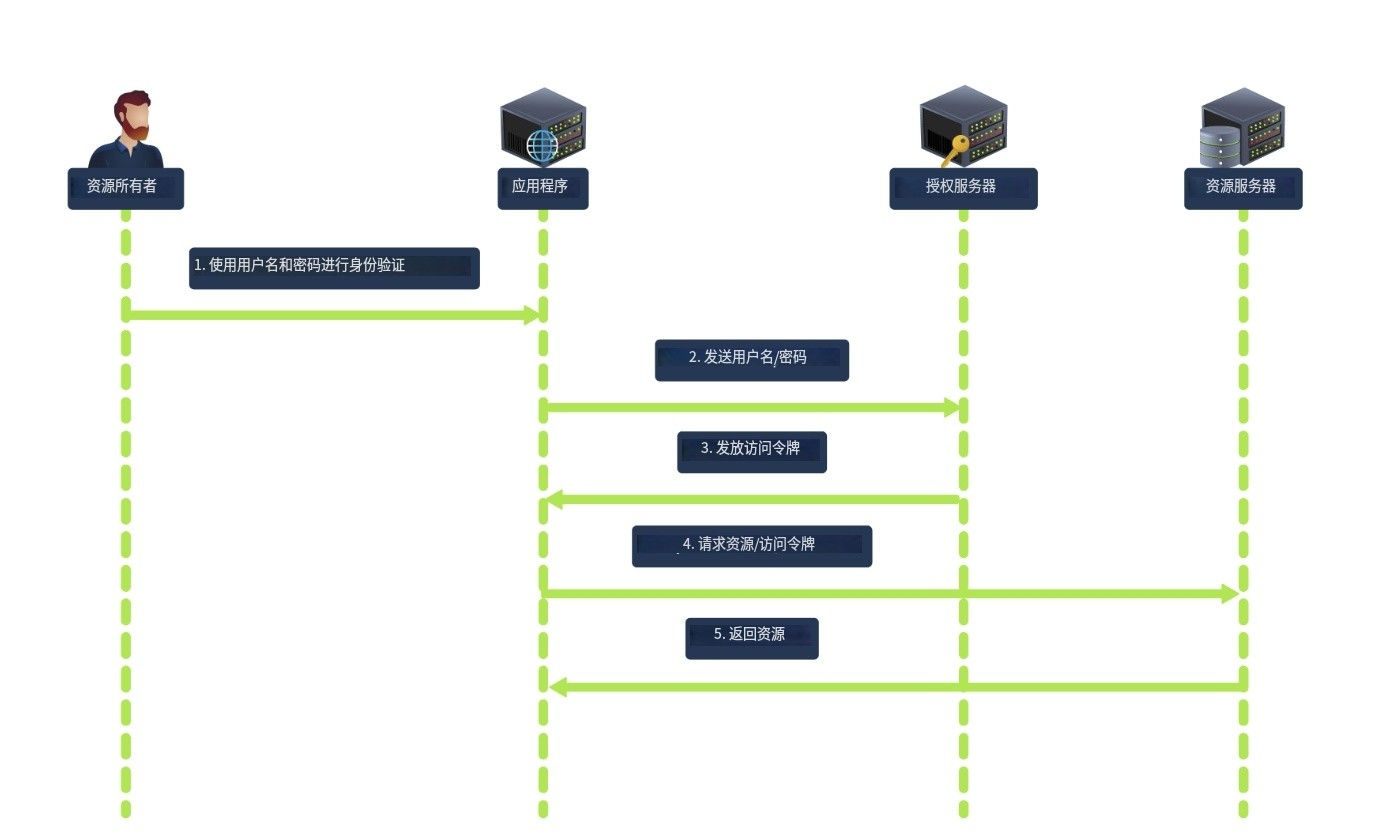 资源所有者
应用程序
授权服务器
资源服务器
1. 使用用户名和密码进行身份验证
2. 发送用户名/密码
3. 发放访问令牌
4. 请求资源/访问令牌
5. 返回资源